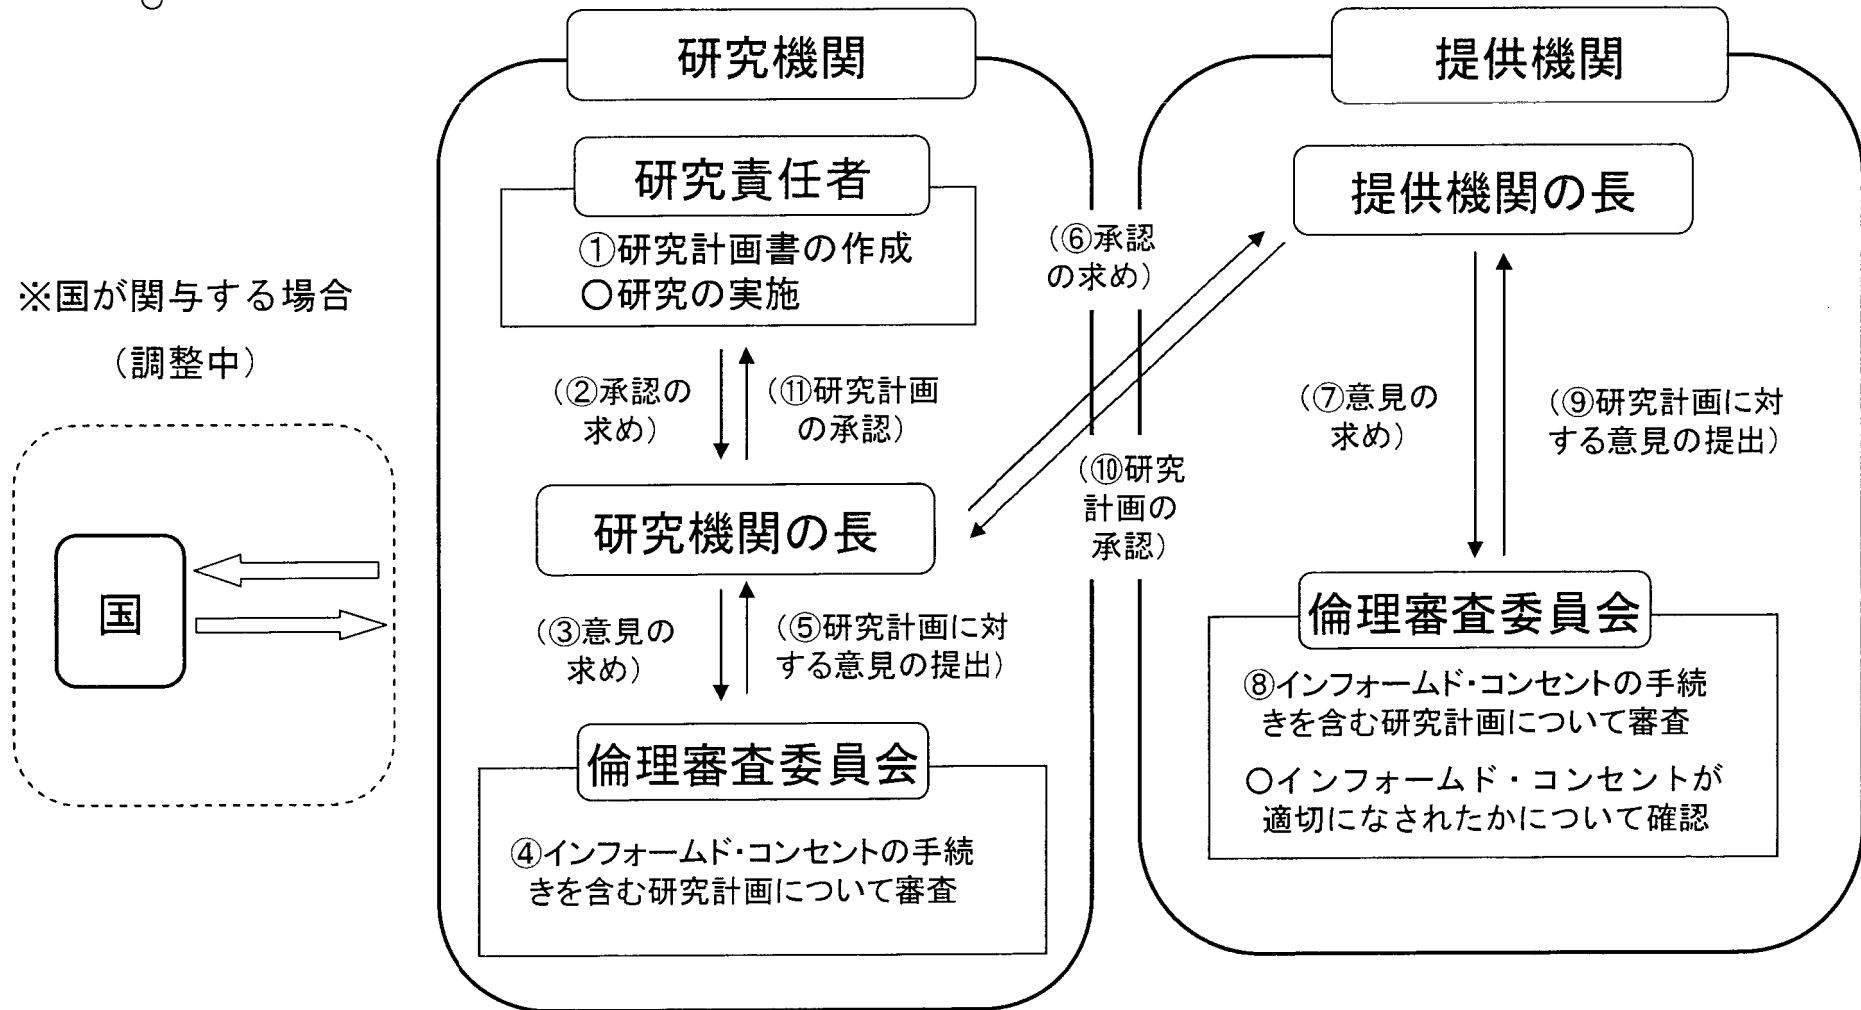 ※国が関与する場合
（調整中）
国
研究機関
研究責任者
①研究計画書の作成
○研究の実施
（②承認の
求め）
（⑪研究計画
の承認）
研究機関の長
（③意見の
求め）
（⑤研究計画に対
する意見の提出）
倫理審査委員会
④インフォームド・コンセントの手続
きを含む研究計画について審査
（⑥承認
の求め）
（⑩研究
計画の
承認）
提供機関
提供機関の長
（⑦意見の
求め）
（⑨研究計画に対
する意見の提出）
倫理審査委員会
⑧インフォームド・コンセントの手続
きを含む研究計画について審査
○インフォームド・コンセントが
適切になされたかについて確認